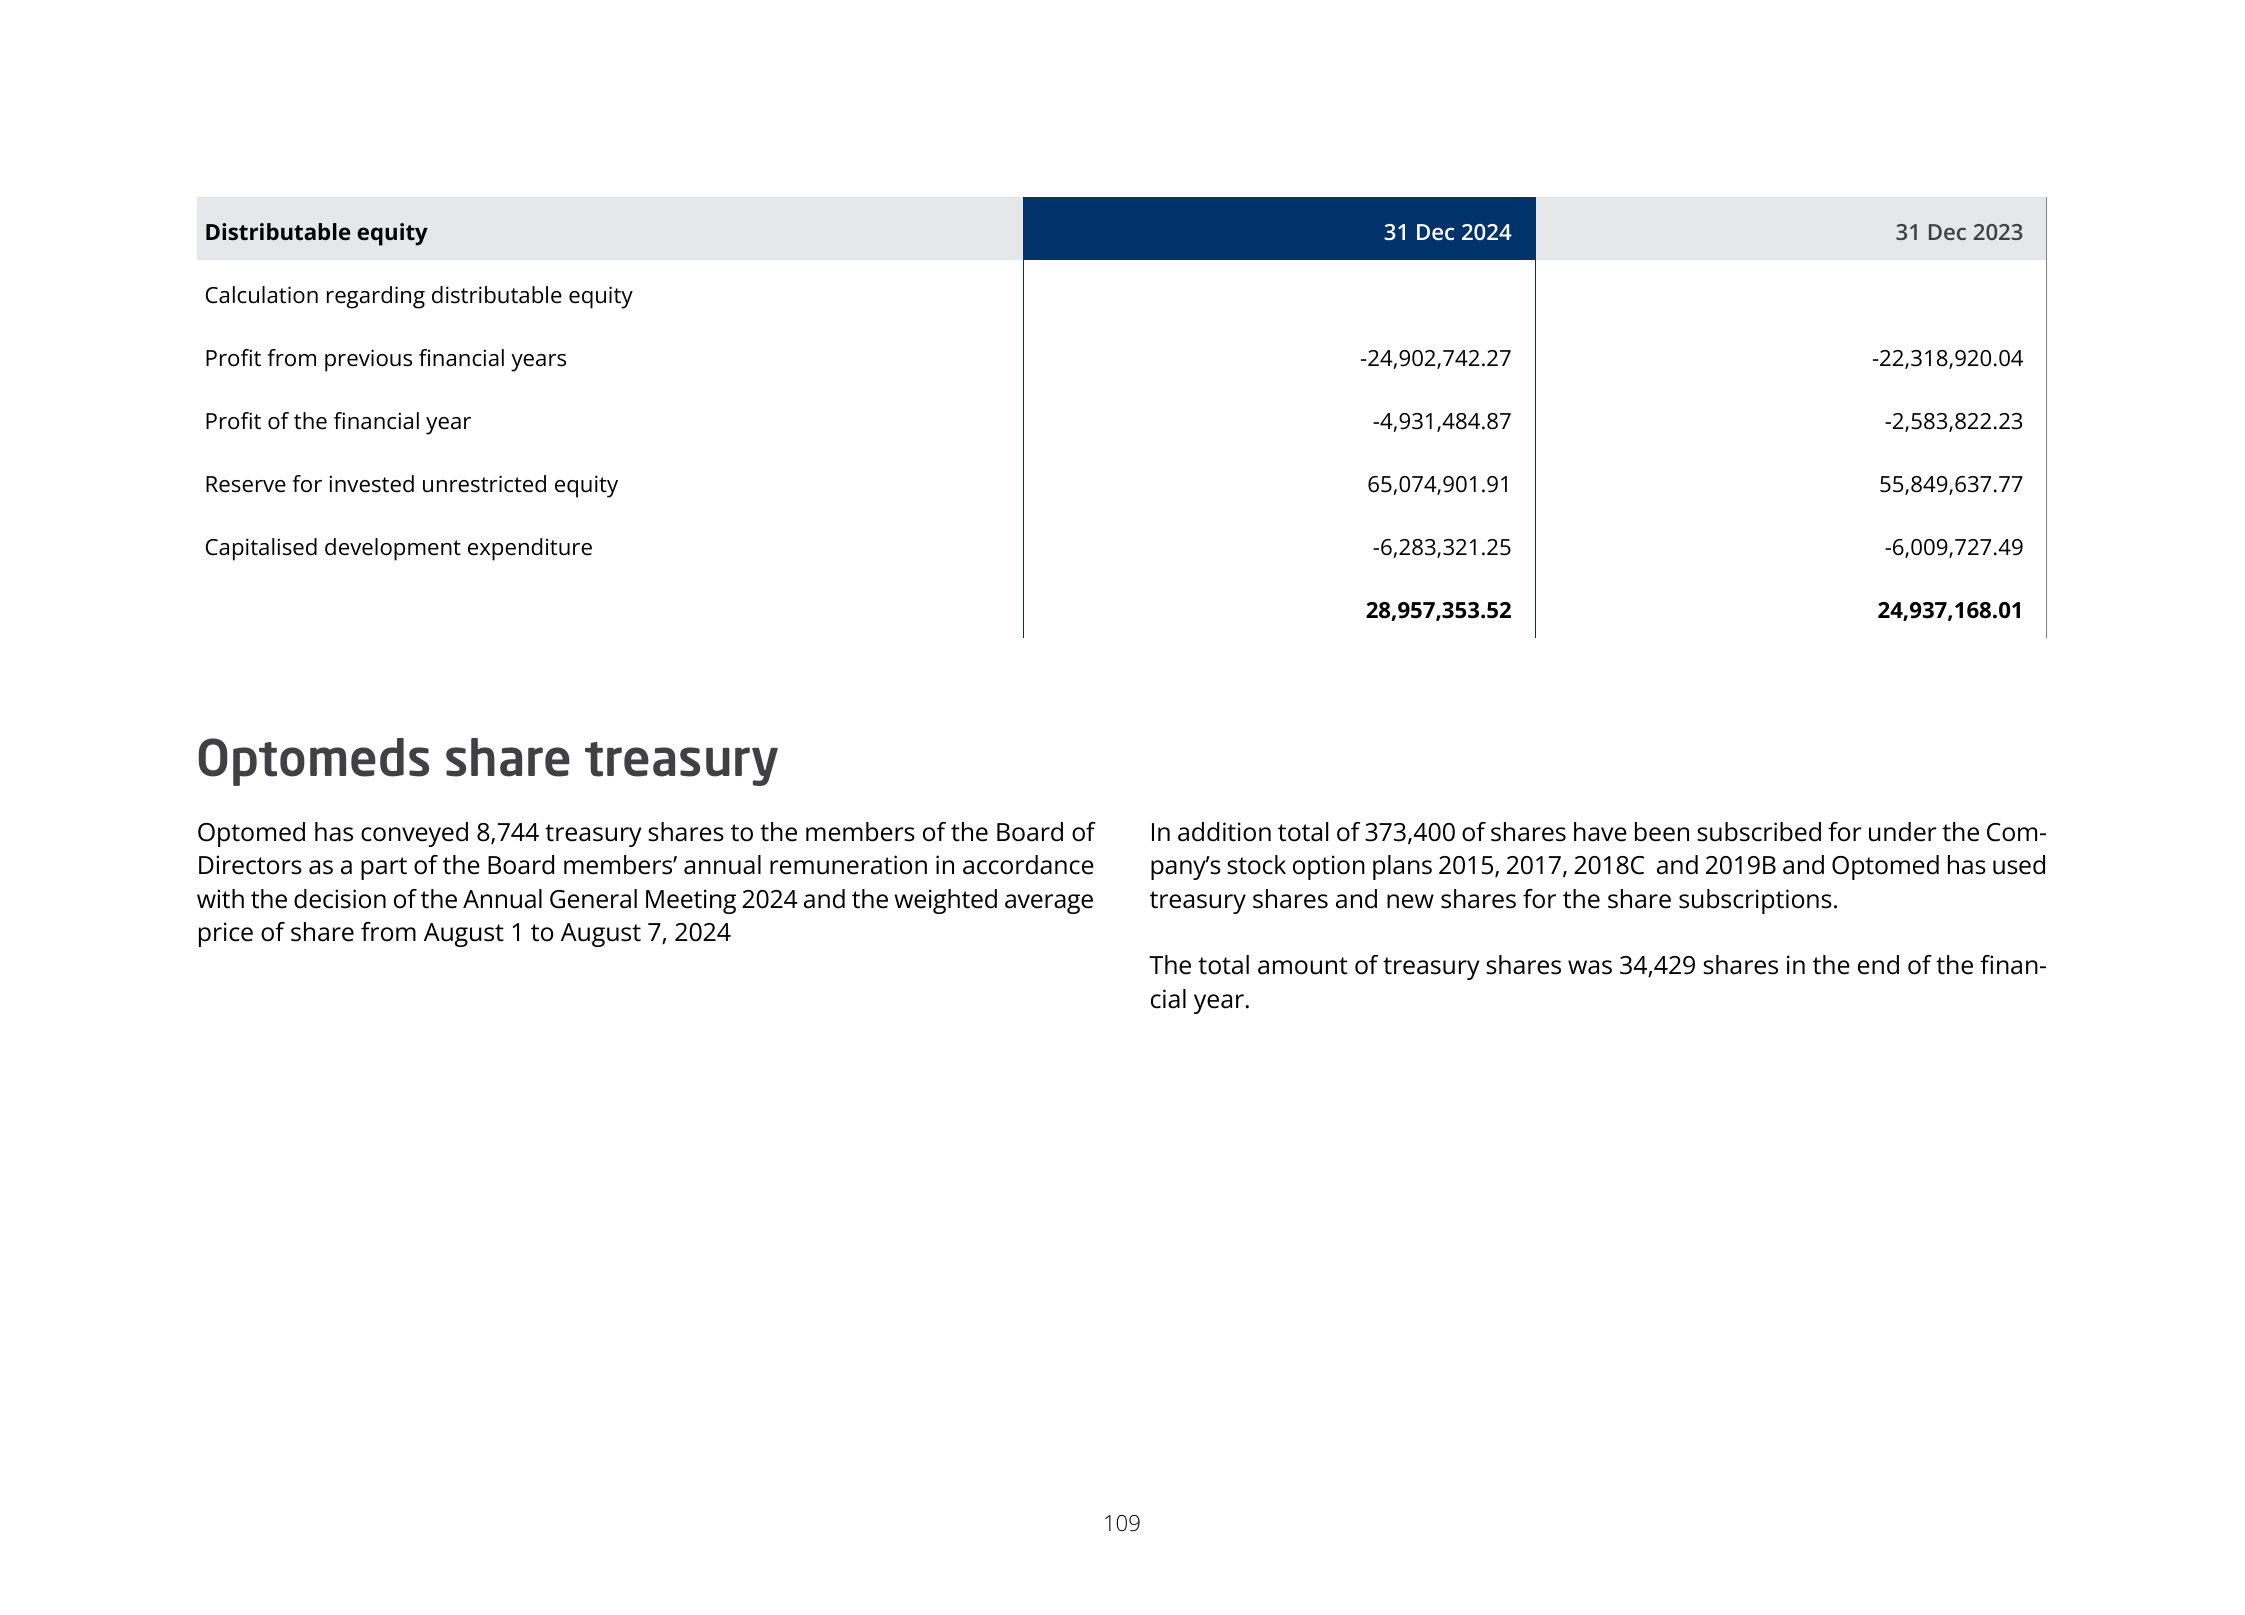 Distributable equity 31 Dec 2024 31 Dec 2023
Calculation regarding distributable equity
Profit from previous financial years -24,902,742.27 -22,318,920.04
Profit of the financial year -4,931,484.87 -2,583,822.23
Reserve for invested unrestricted equity 65,074,901.91 55,849,637.77
Capitalised development expenditure -6,283,321.25 -6,009,727.49
28,957,353.52 24,937,168.01
Optomeds share treasury
Optomed has conveyed 8,744 treasury shares to the members of the Board of
Directors as a part of the Board members’ annual remuneration in accordance
with the decision of the Annual General Meeting 2024 and the weighted average
price of share from August 1 to August 7, 2024
In addition total of 373,400 of shares have been subscribed for under the Com-
pany’s stock option plans 2015, 2017, 2018C and 2019B and Optomed has used
treasury shares and new shares for the share subscriptions.
The total amount of treasury shares was 34,429 shares in the end of the finan-
cial year.
109